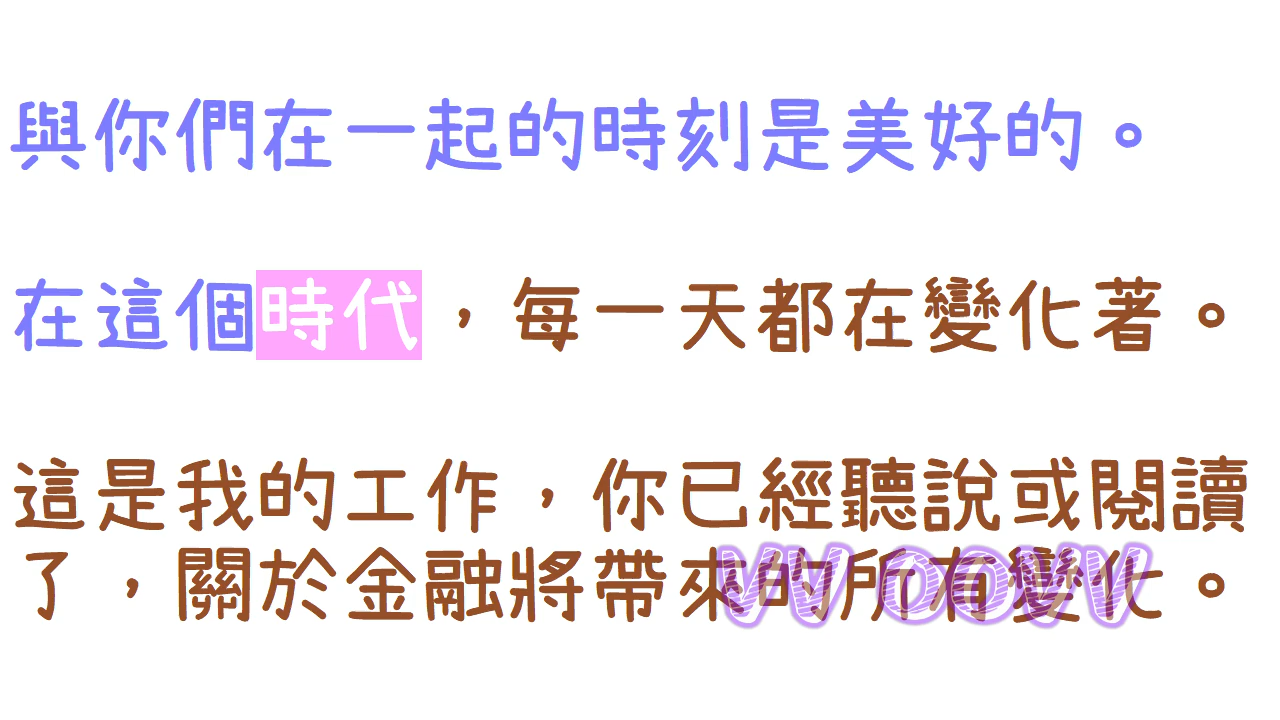 與你們在一起的時刻是美好的。
在這個時代，每一天都在變化著。
這是我的工作，你已經聽說或閱讀
了，關於金融將帶來的所有變化。
VV OOVV